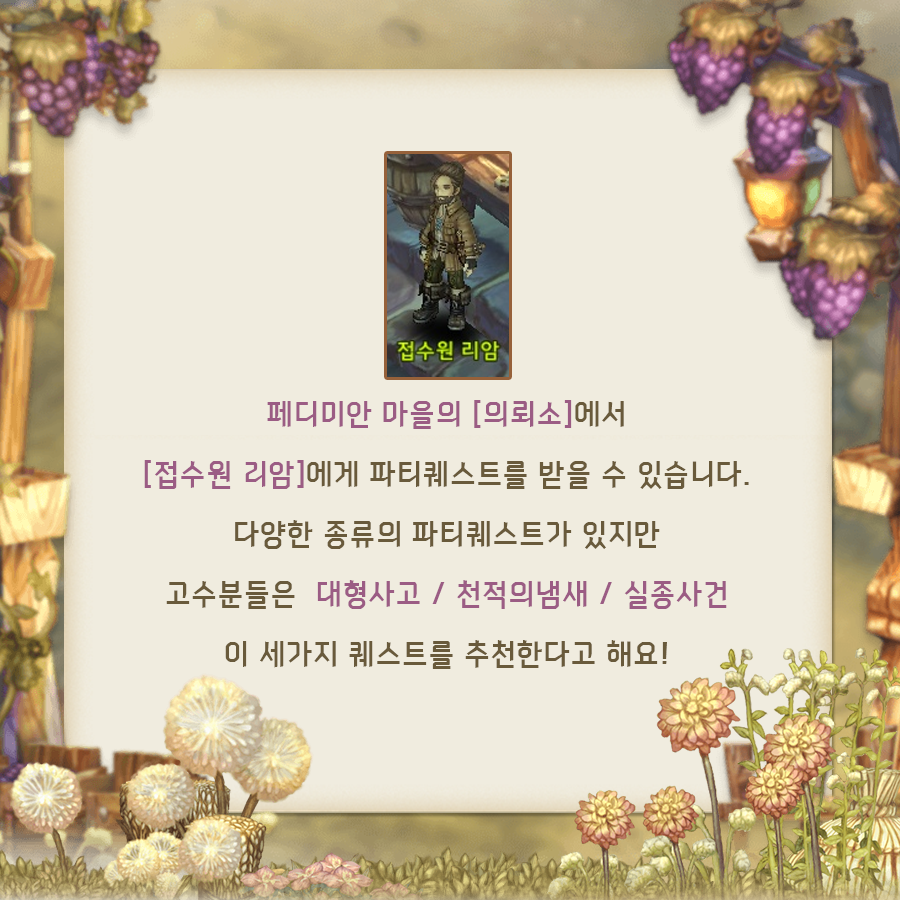 접수원 리암
페디미안 마을의 [의뢰소]에서
[접수원 리암]에게 파티퀘스트를 받을 수 있습니다.
다양한 종류의 파티퀘스트가 있지만
고수분들은 대형사고 / 천적의냄새 / 실종사건
이 세가지 퀘스트를 추천한다고 해요!